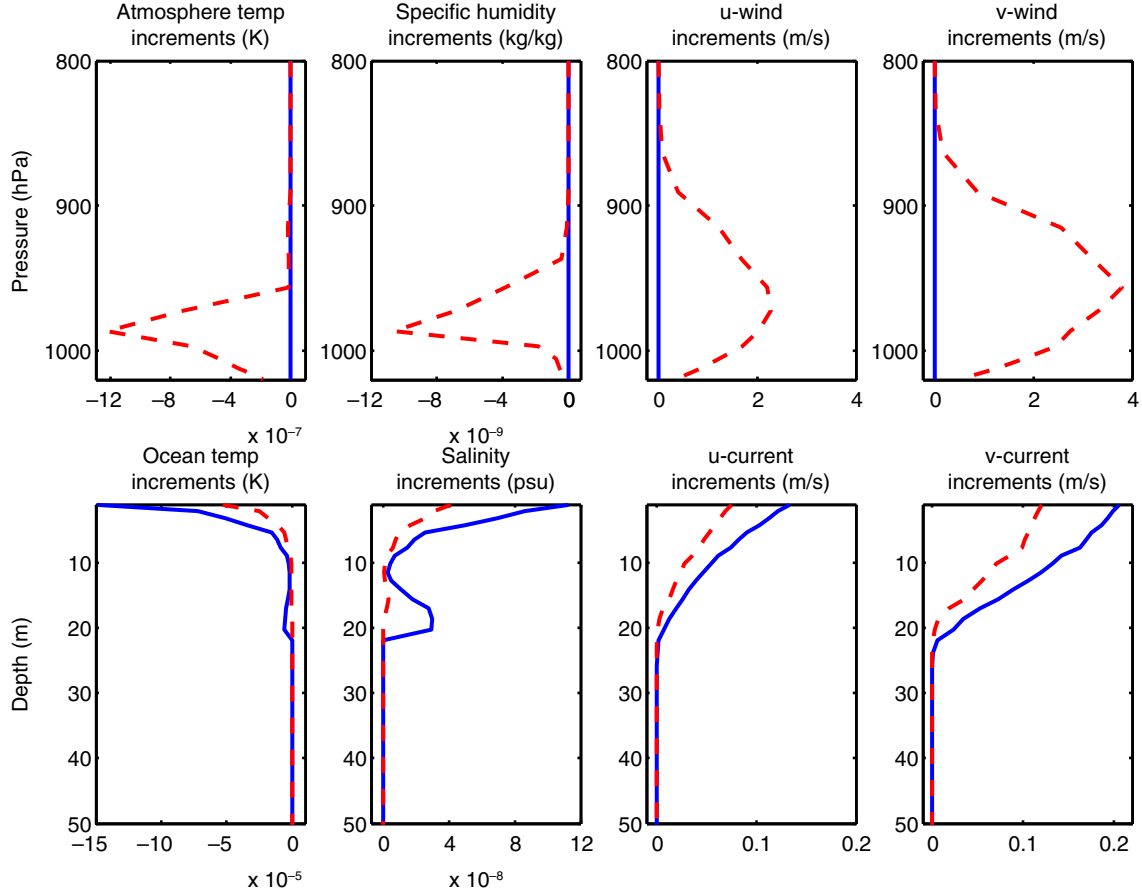 Atmosphere temp
increments (K)
Specific humidity
increments (kg/kg)
u-wind
increments (m/s)
v-wind
increments (m/s)
Pressure (hPa)
800
900
1000
−12 −8 −4 0
x 10⁻⁷
800
900
1000
−12 −8 −4 0
x 10⁻⁹
800
900
1000
0 2 4
800
900
1000
0 2 4
Ocean temp
increments (K)
Salinity
increments (psu)
u-current
increments (m/s)
v-current
increments (m/s)
Depth (m)
10
20
30
40
50
−15 −10 −5 0
x 10⁻⁵
10
20
30
40
50
0 4 8 12
x 10⁻⁸
10
20
30
40
50
0 0.1 0.2
10
20
30
40
50
0 0.1 0.2